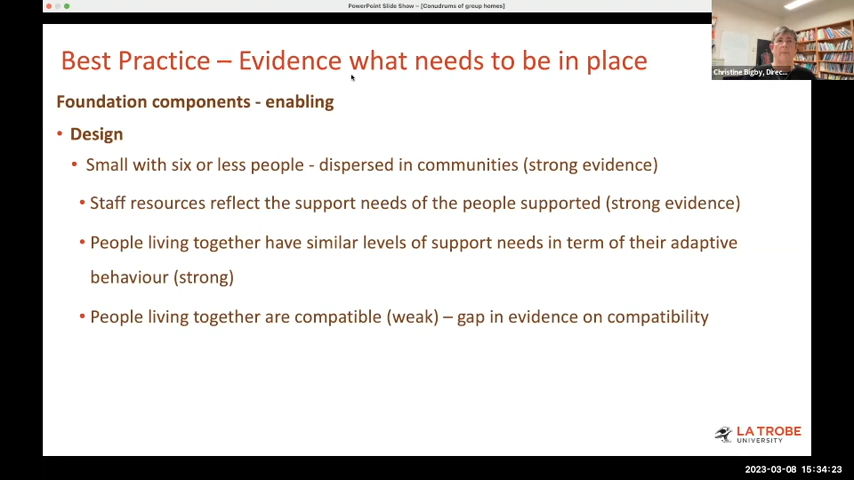 PowerPoint Slide Show – [Conudrums of group homes]
Christine Bigby, Direc...
Best Practice – Evidence what needs to be in place
Foundation components - enabling
• Design
• Small with six or less people - dispersed in communities (strong evidence)
• Staff resources reflect the support needs of the people supported (strong evidence)
• People living together have similar levels of support needs in term of their adaptive
behaviour (strong)
• People living together are compatible (weak) – gap in evidence on compatibility
LA TROBE
UNIVERSITY
2023-03-08 15:34:23